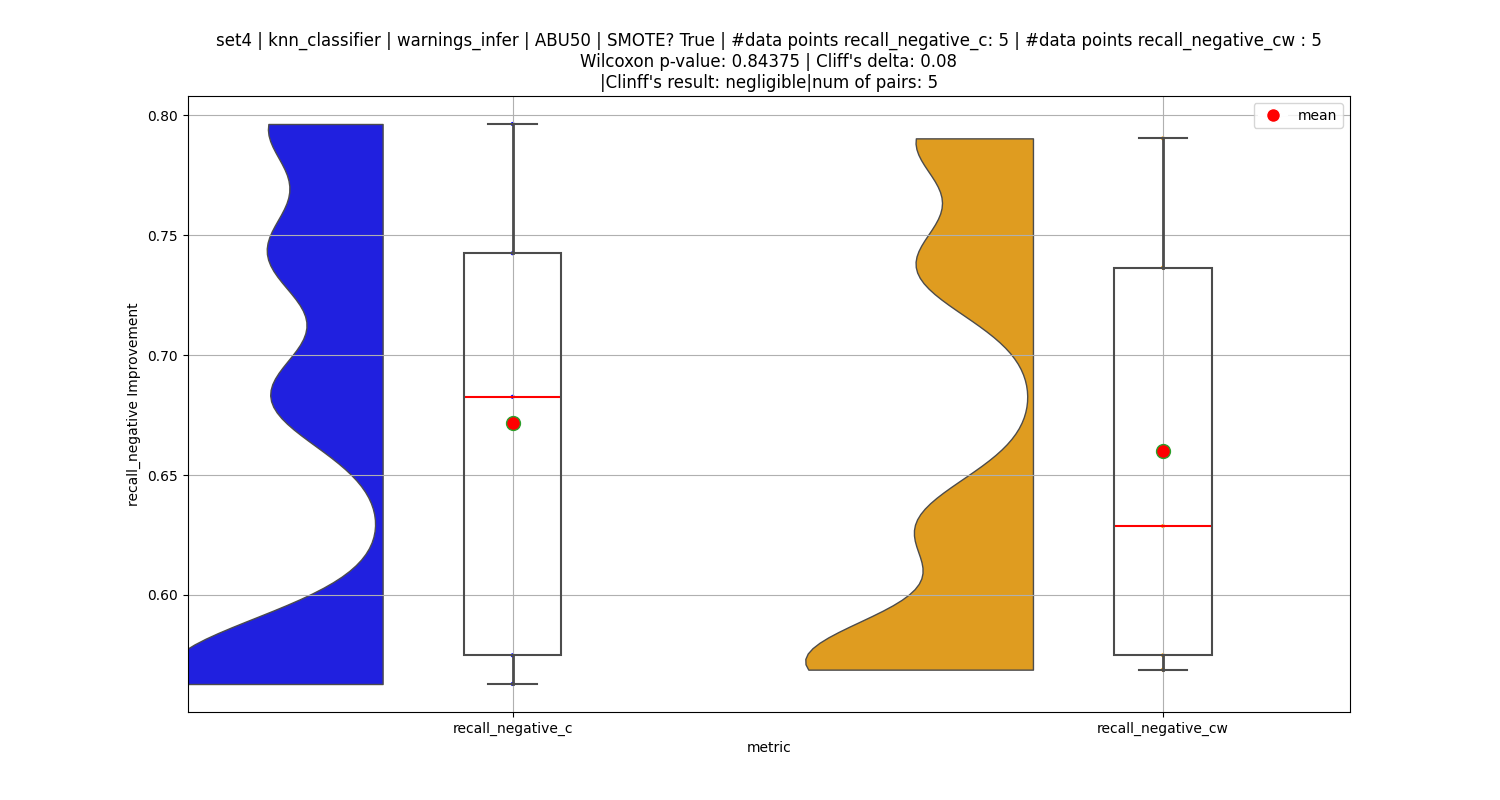 set4 | knn_classifier | warnings_infer | ABU50 | SMOTE? True | #data points recall_negative_c: 5 | #data points recall_negative_cw : 5
Wilcoxon p-value: 0.84375 | Cliff's delta: 0.08
|Clinff's result: negligible|num of pairs: 5
mean
0.80
0.75
0.70
0.65
0.60
recall_negative Improvement
recall_negative_c
recall_negative_cw
metric